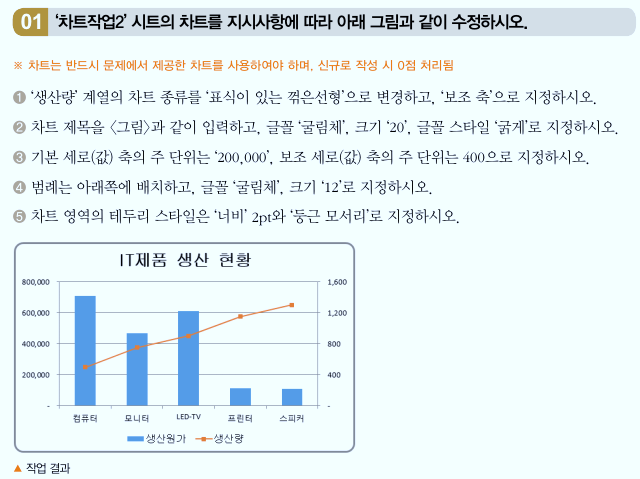 01 ‘차트작업2’ 시트의 차트를 지시사항에 따라 아래 그림과 같이 수정하시오.
※ 차트는 반드시 문제에서 제공한 차트를 사용하여야 하며, 신규로 작성 시 0점 처리됨
❶ ‘생산량’ 계열의 차트 종류를 ‘표식이 있는 꺾은선형’으로 변경하고, ‘보조 축’으로 지정하시오.
❷ 차트 제목을 〈그림〉과 같이 입력하고, 글꼴 ‘굴림체’, 크기 ‘20’, 글꼴 스타일 ‘굵게’로 지정하시오.
❸ 기본 세로(값) 축의 주 단위는 ‘200,000’, 보조 세로(값) 축의 주 단위는 400으로 지정하시오.
❹ 범례는 아래쪽에 배치하고, 글꼴 ‘굴림체’, 크기 ‘12’로 지정하시오.
❺ 차트 영역의 테두리 스타일은 ‘너비’ 2pt와 ‘둥근 모서리’로 지정하시오.
IT제품 생산 현황
800,000 1,600
600,000 1,200
400,000 800
200,000 400
- -
컴퓨터 모니터 LED-TV 프린터 스피커
생산원가 생산량
▲ 작업 결과